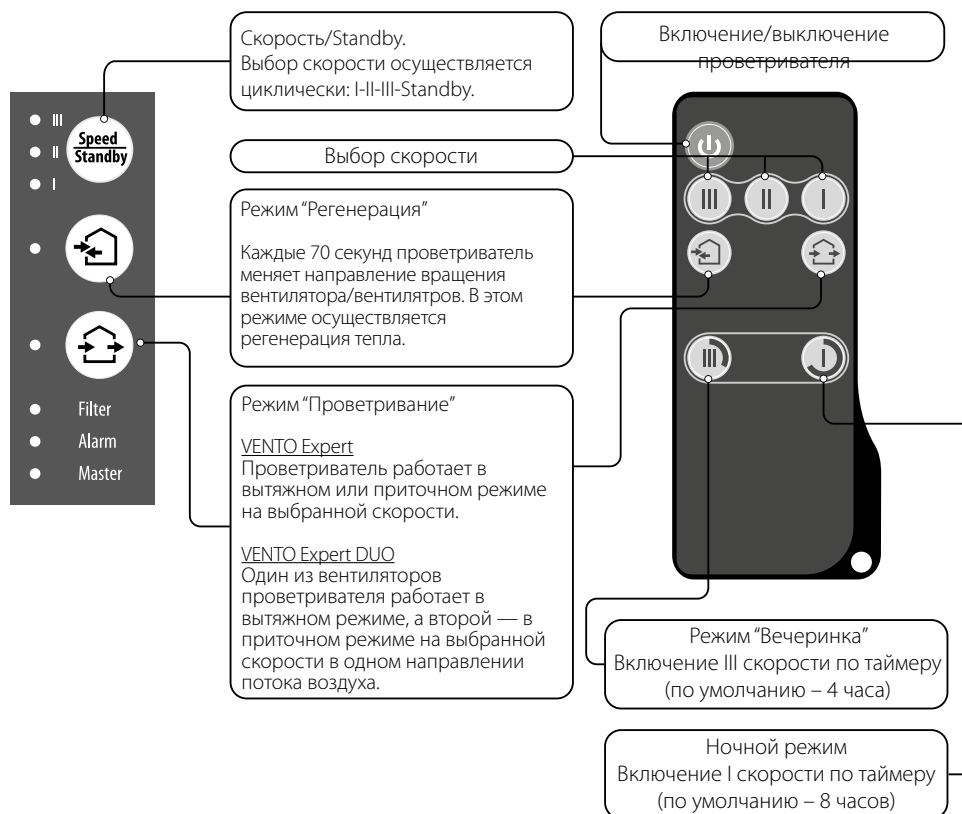 Скорость/Standby.
Выбор скорости осуществляется
циклически: I-II-III-Standby.
Включение/выключение
проветривателя
III
II
I
Speed
Standby
Выбор скорости
III
II
I
Режим "Регенерация"
Каждые 70 секунд проветриватель
меняет направление вращения
вентилятора/вентилятров. В этом
режиме осуществляется
регенерация тепла.
III
I
Filter
Alarm
Master
Режим "Проветривание"
VENTO Expert
Проветриватель работает в
вытяжном или приточном режиме
на выбранной скорости.
VENTO Expert DUO
Один из вентиляторов
проветривателя работает в
вытяжном режиме, а второй — в
приточном режиме на выбранной
скорости в одном направлении
потока воздуха.
Режим "Вечеринка"
Включение III скорости по таймеру
(по умолчанию – 4 часа)
Ночной режим
Включение I скорости по таймеру
(по умолчанию – 8 часов)